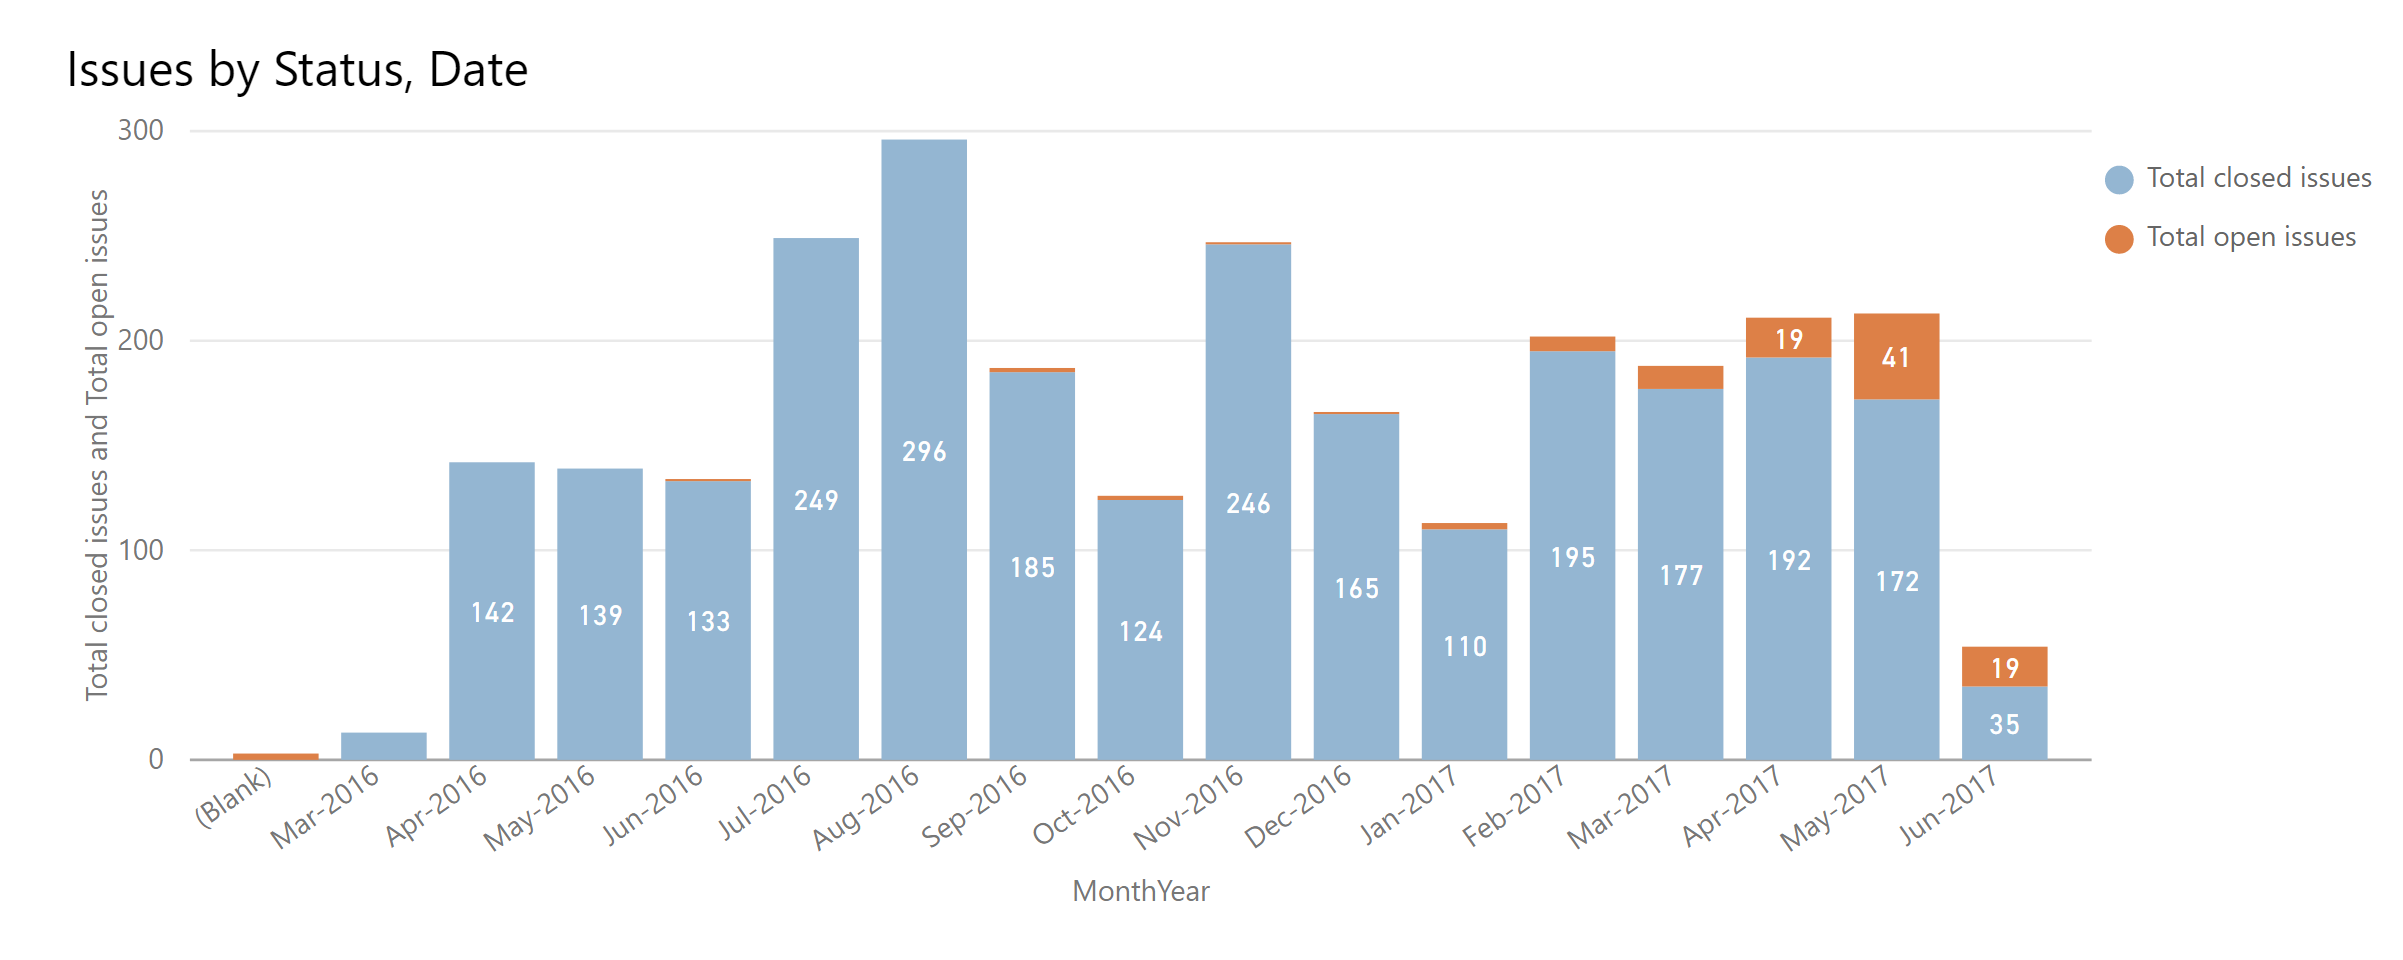 Issues by Status, Date
Total closed issues and Total open issues
300
200
100
0
142
139
133
249
296
185
124
246
165
110
195
177
192
19
172
41
35
19
(Blank)
Mar-2016
Apr-2016
May-2016
Jun-2016
Jul-2016
Aug-2016
Sep-2016
Oct-2016
Nov-2016
Dec-2016
Jan-2017
Feb-2017
Mar-2017
Apr-2017
May-2017
Jun-2017
MonthYear
Total closed issues
Total open issues